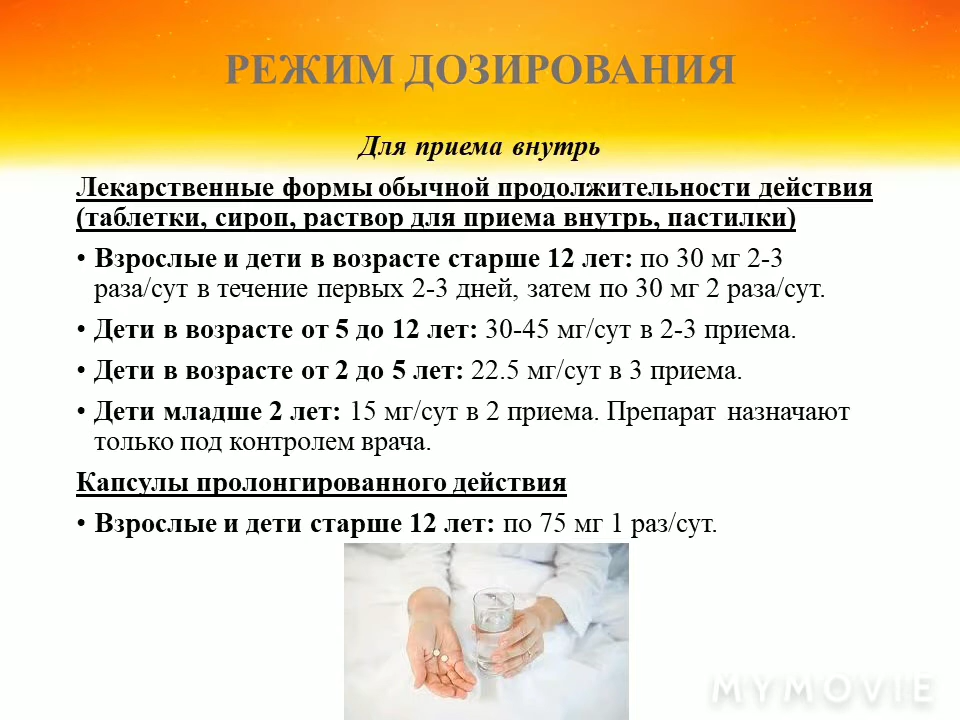 РЕЖИМ ДОЗИРОВАНИЯ
Для приема внутрь
Лекарственные формы обычной продолжительности действия
(таблетки, сироп, раствор для приема внутрь, пастилки)
• Взрослые и дети в возрасте старше 12 лет: по 30 мг 2-3
раза/сут в течение первых 2-3 дней, затем по 30 мг 2 раза/сут.
• Дети в возрасте от 5 до 12 лет: 30-45 мг/сут в 2-3 приема.
• Дети в возрасте от 2 до 5 лет: 22.5 мг/сут в 3 приема.
• Дети младше 2 лет: 15 мг/сут в 2 приема. Препарат назначают
только под контролем врача.
Капсулы пролонгированного действия
• Взрослые и дети старше 12 лет: по 75 мг 1 раз/сут.
MYMOVIE